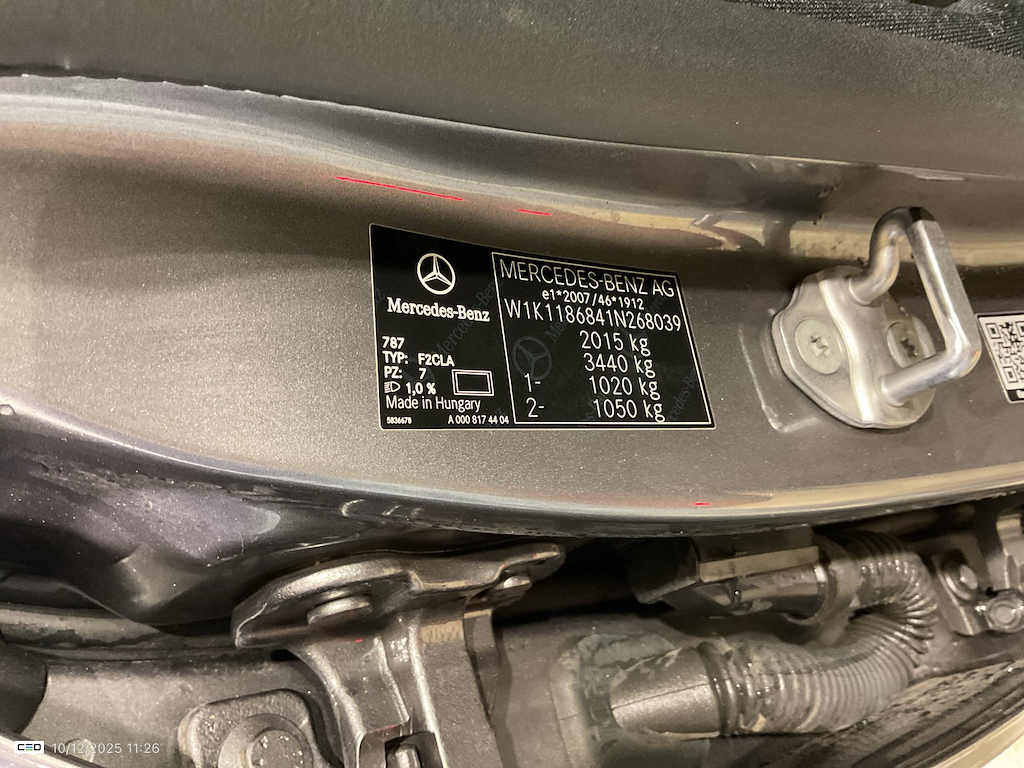 Mercedes-Benz
787
TYP: F2CLA
PZ: 7
1,0 %
Made in Hungary
5836678
A 000 817 44 04
MERCEDES-BENZ AG
e1*2007/46*1912
W1K1186841N268039
2015 kg
3440 kg
1- 1020 kg
2- 1050 kg
CEO 10/12/2025 11:26